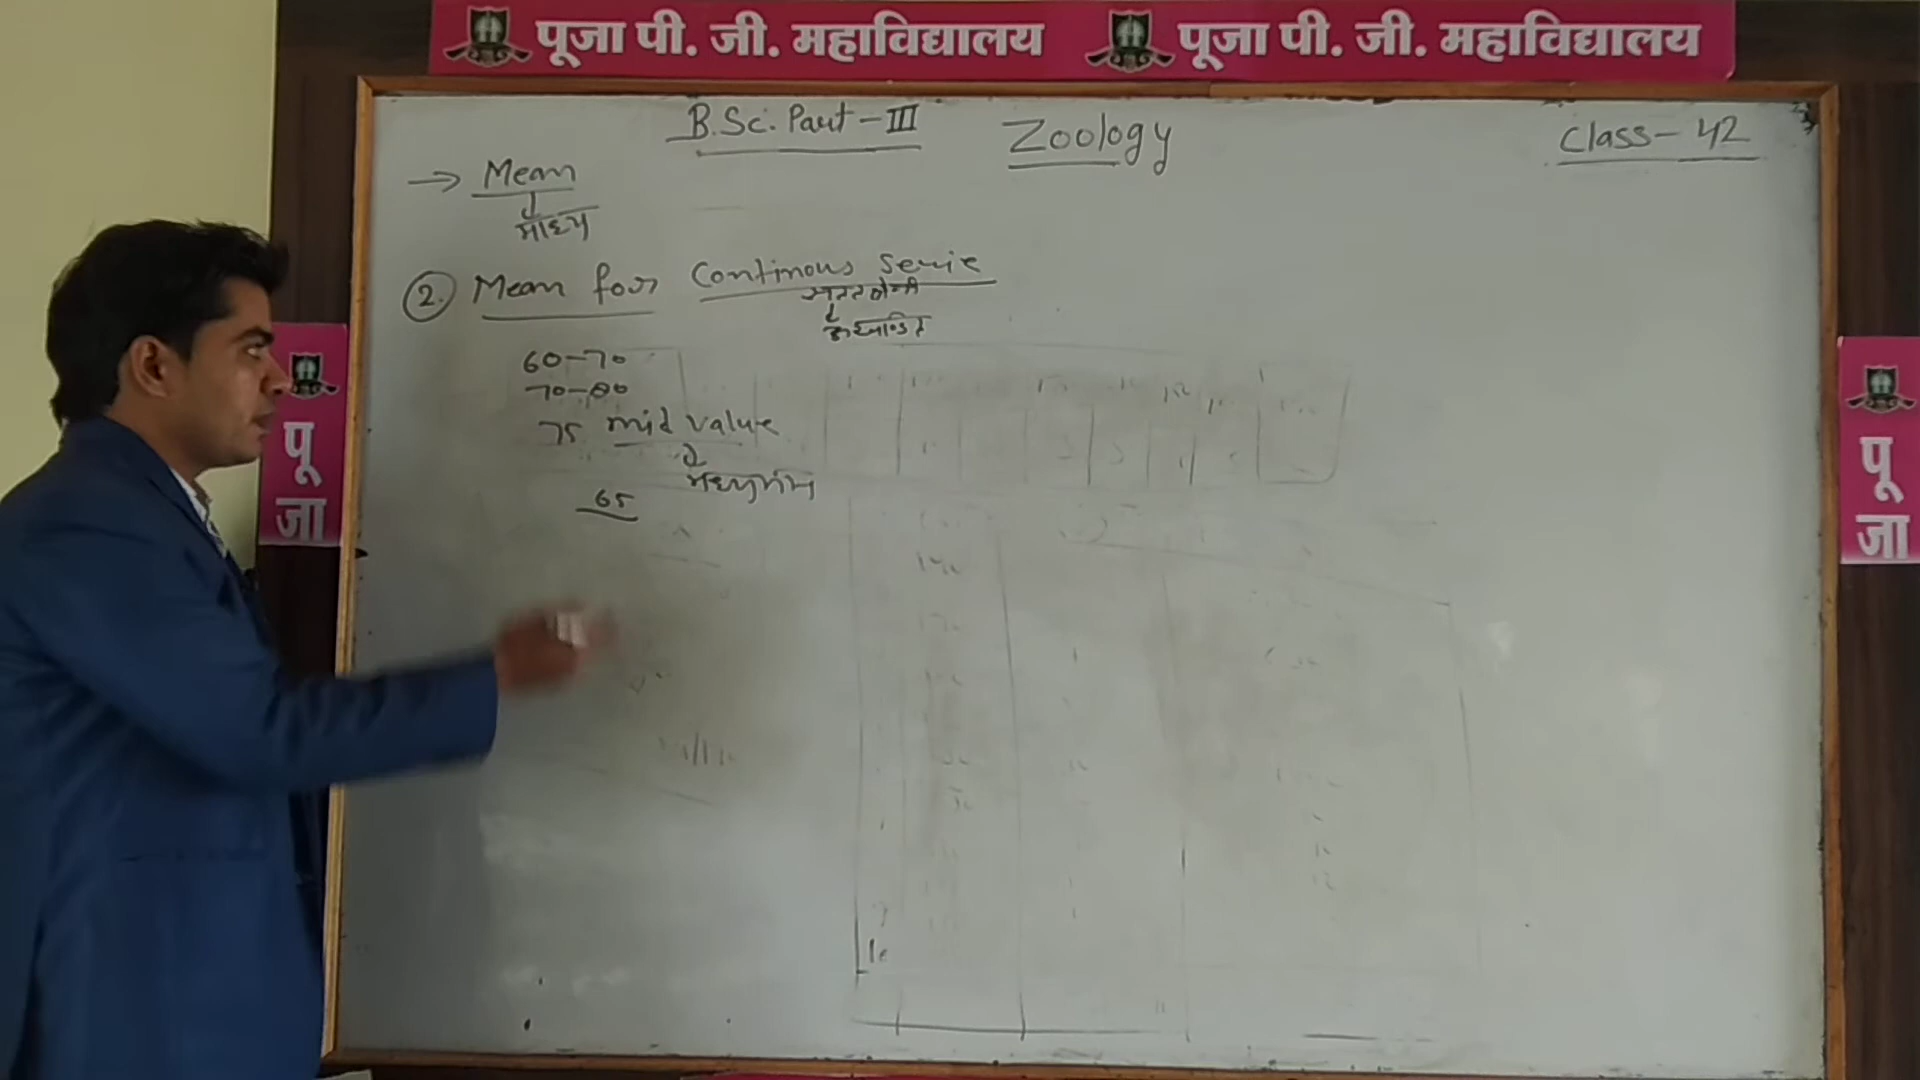 पूजा पी. जी. महाविद्यालय पूजा पी. जी. महाविद्यालय
B.Sc. Part-III Zoology Class-42
→ Mean
माध्य
2. Mean for Continous Serie
60-70
70-80
75 mid value
65
पूजा
पूजा